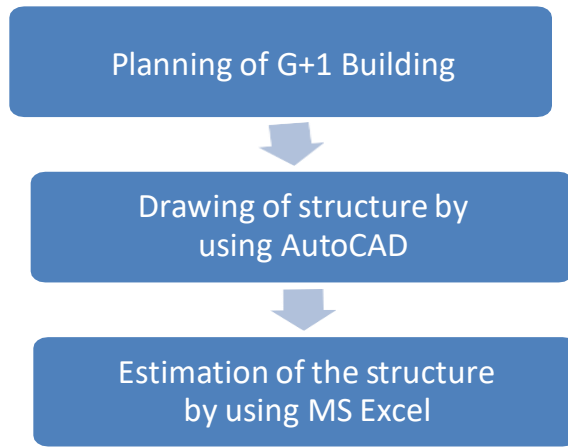 Planning of G+1 Building
Drawing of structure by
using AutoCAD
Estimation of the structure
by using MS Excel